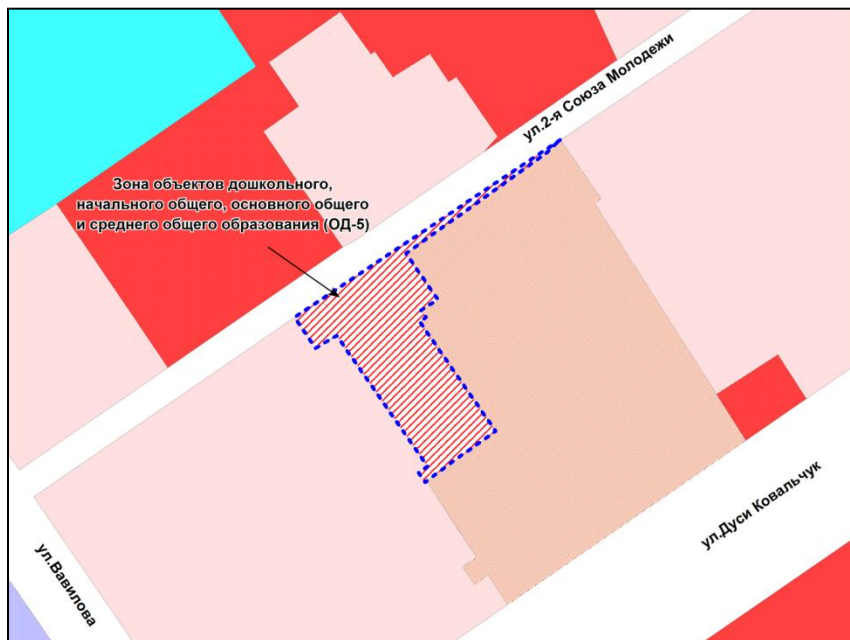 ул.2-я Союза Молодежи
Зона объектов дошкольного,
начального общего, основного общего
и среднего общего образования (ОД-5)
ул.Дуси Ковальчук
ул.Вавилова